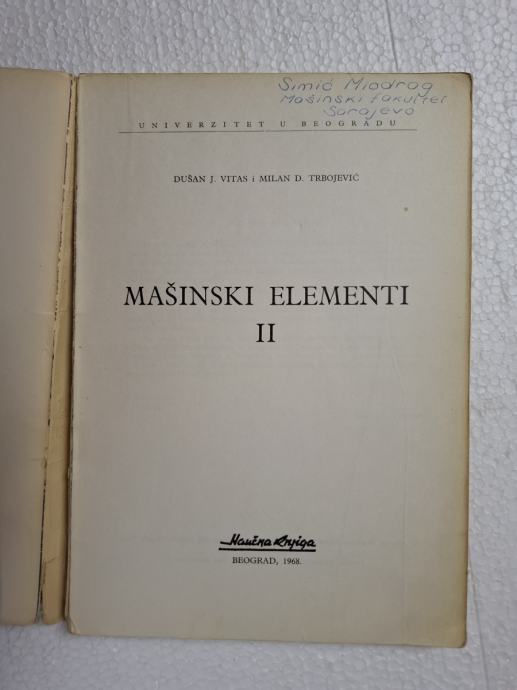 Simić Miodrag
Mašinski fakultet
Sarajevo
UNIVERZITET U BEOGRADU
DUŠAN J. VITAS i MILAN D. TRBOJEVIĆ
MAŠINSKI ELEMENTI
II
Naučna knjiga
BEOGRAD, 1968.